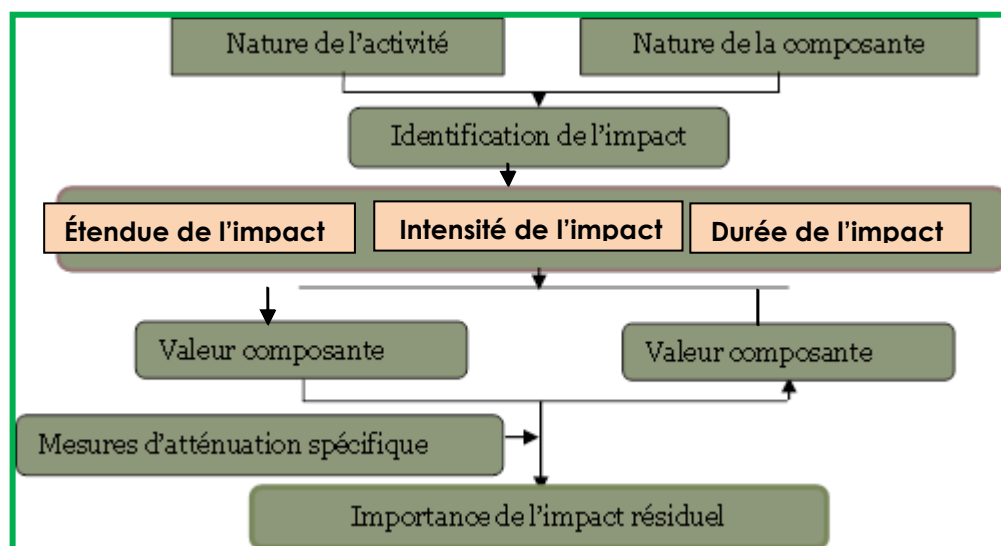 Nature de l'activité
Nature de la composante
Identification de l'impact
Étendue de l'impact
Intensité de l'impact
Durée de l'impact
Valeur composante
Valeur composante
Mesures d'atténuation spécifique
Importance de l'impact résiduel